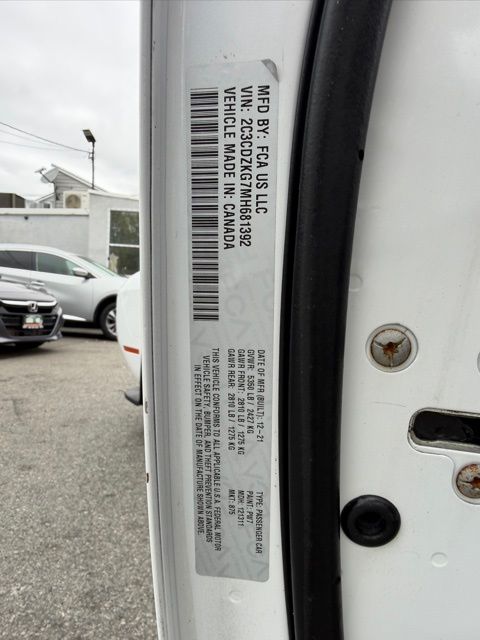 MFD BY: FCA US LLC
VIN: 2C3CDZKG7MH681392
VEHICLE MADE IN: CANADA
DATE OF MFR (BUILT): 12-21
GVWR: 5350 LB / 2427 KG
GAWR FRONT: 2810 LB / 1275 KG
GAWR REAR: 2810 LB / 1275 KG
TYPE: PASSENGER CAR
PAINT: PW7
MDH: 121311
MKT: 875
THIS VEHICLE CONFORMS TO ALL APPLICABLE U.S.A. FEDERAL MOTOR
VEHICLE SAFETY, BUMPER, AND THEFT PREVENTION STANDARDS
IN EFFECT ON THE DATE OF MANUFACTURE SHOWN ABOVE.